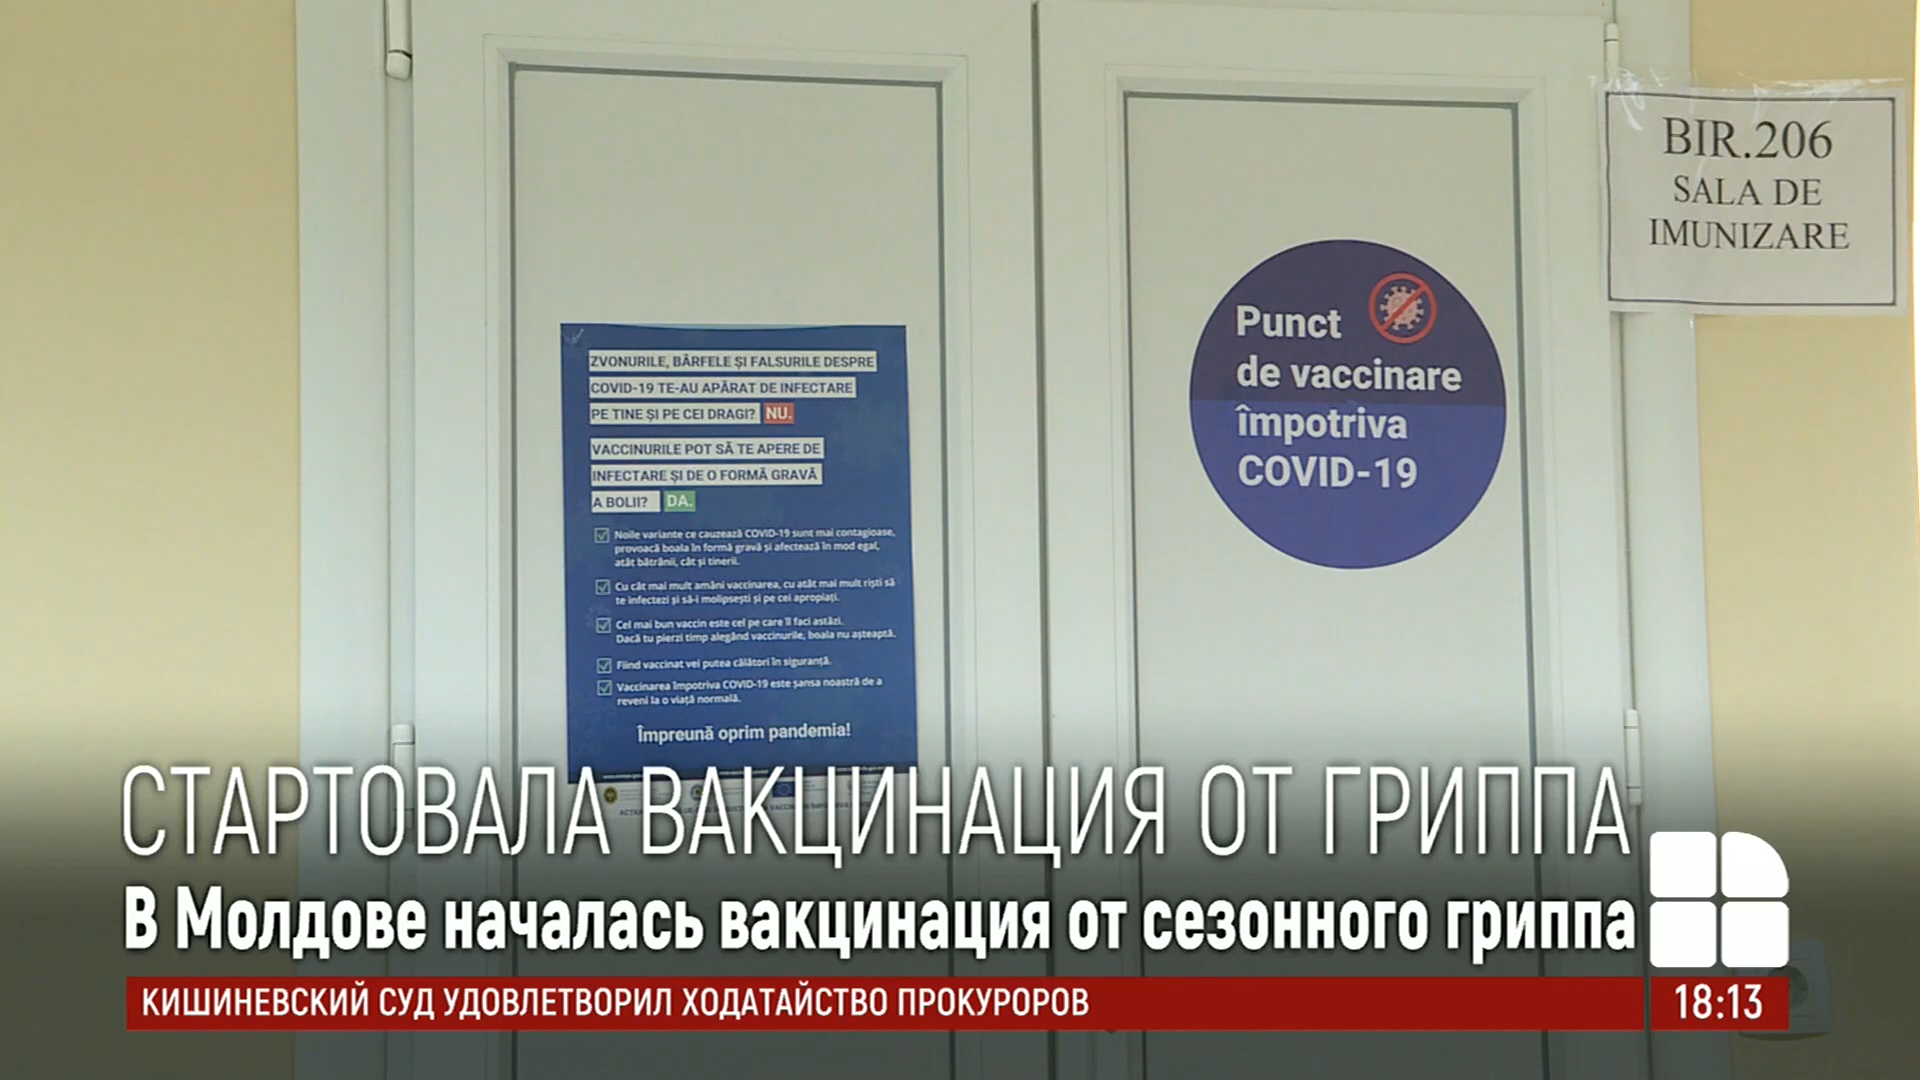 BIR.206
SALA DE
IMUNIZARE
Punct
de vaccinare
împotriva
COVID-19
ZVONURILE, BÂRFELE ȘI FALSURILE DESPRE
COVID-19 TE-AU APĂRAT DE INFECTARE
PE TINE ȘI PE CEI DRAGI? NU.
VACCINURILE POT SĂ TE APERE DE
INFECTARE ȘI DE O FORMĂ GRAVĂ
A BOLII? DA.
Noile variante ce cauzează COVID-19 sunt mai contagioase,
provoacă boala în formă gravă și afectează în mod egal,
atât bătrânii, cât și tinerii.
Cu cât mai mult amâni vaccinarea, cu atât mai mult riști să
te infectezi și să-i molipsești și pe cei apropiați.
Cel mai bun vaccin este cel pe care îl faci astăzi.
Dacă tu pierzi timp alegând vaccinurile, boala nu așteaptă.
Fiind vaccinat vei putea călători în siguranță.
Vaccinarea împotriva COVID-19 este șansa noastră de a
reveni la o viață normală.
Împreună oprim pandemia!
СТАРТОВАЛА ВАКЦИНАЦИЯ ОТ ГРИППА
В Молдове началась вакцинация от сезонного гриппа
КИШИНЕВСКИЙ СУД УДОВЛЕТВОРИЛ ХОДАТАЙСТВО ПРОКУРОРОВ
18:13